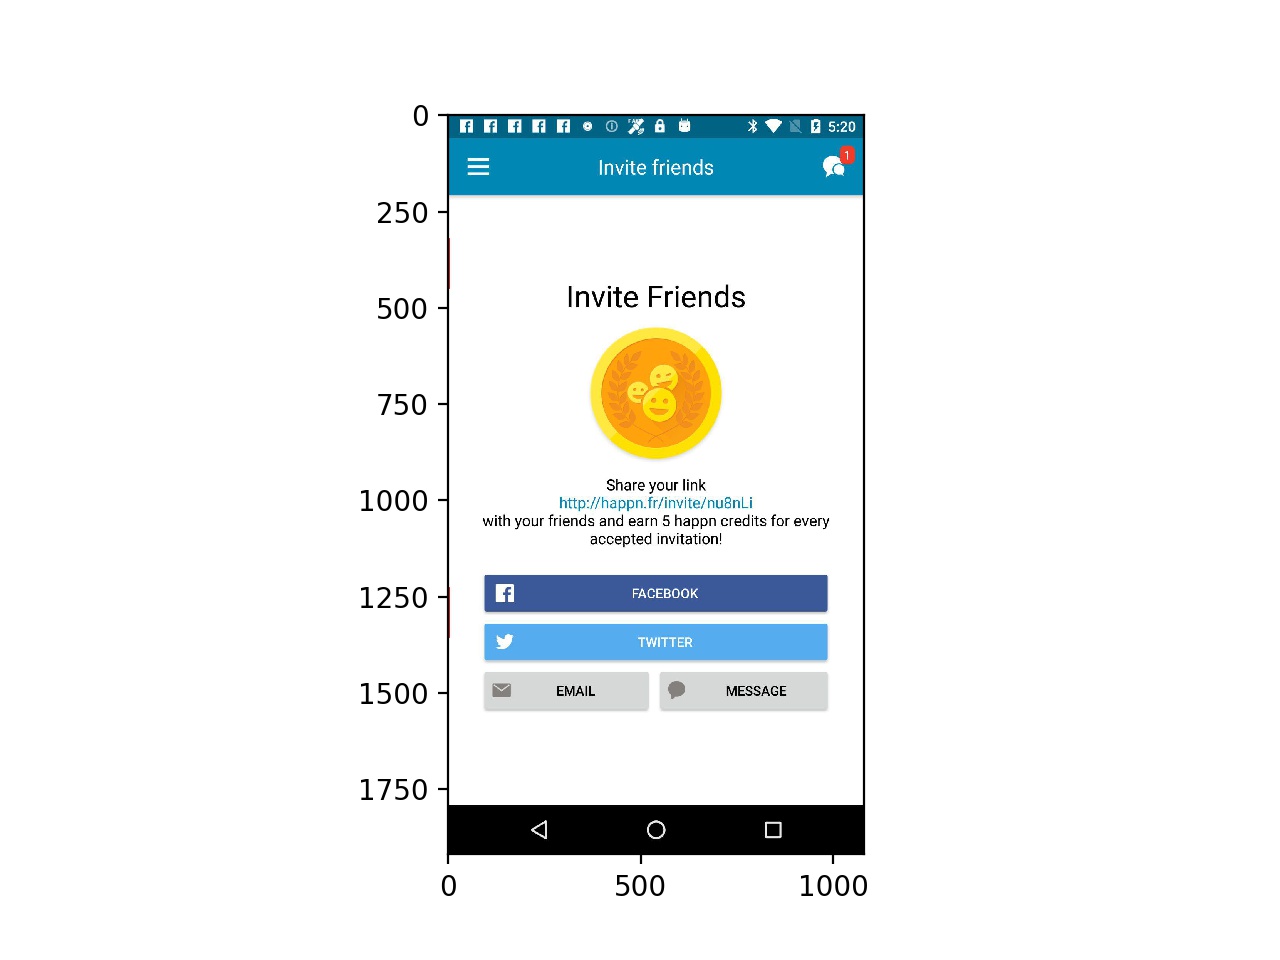 5:20
Invite friends
1
Invite Friends
Share your link
http://happn.fr/invite/nu8nLi
with your friends and earn 5 happn credits for every
accepted invitation!
FACEBOOK
TWITTER
EMAIL MESSAGE
0
250
500
750
1000
1250
1500
1750
0 500 1000